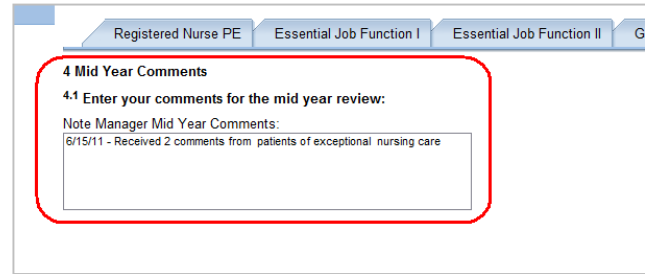 Registered Nurse PE Essential Job Function I Essential Job Function II G
4 Mid Year Comments
4.1 Enter your comments for the mid year review:
Note Manager Mid Year Comments:
6/15/11 - Received 2 comments from patients of exceptional nursing care